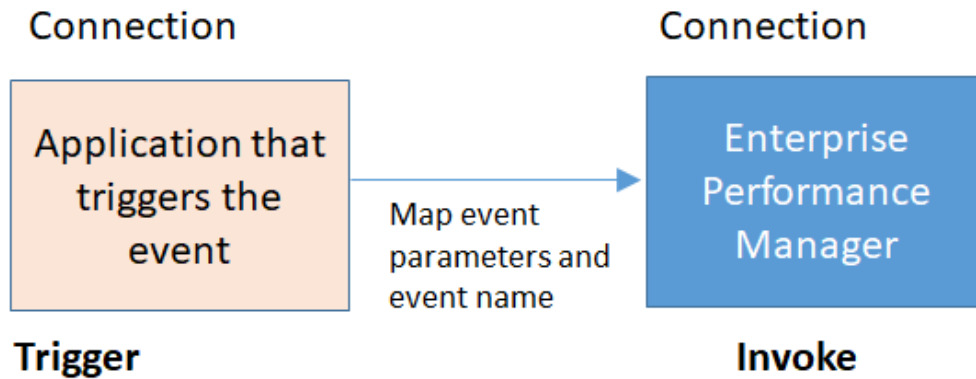 Connection
Connection
Application that
triggers the
event
Map event
parameters and
event name
Enterprise
Performance
Manager
Trigger
Invoke